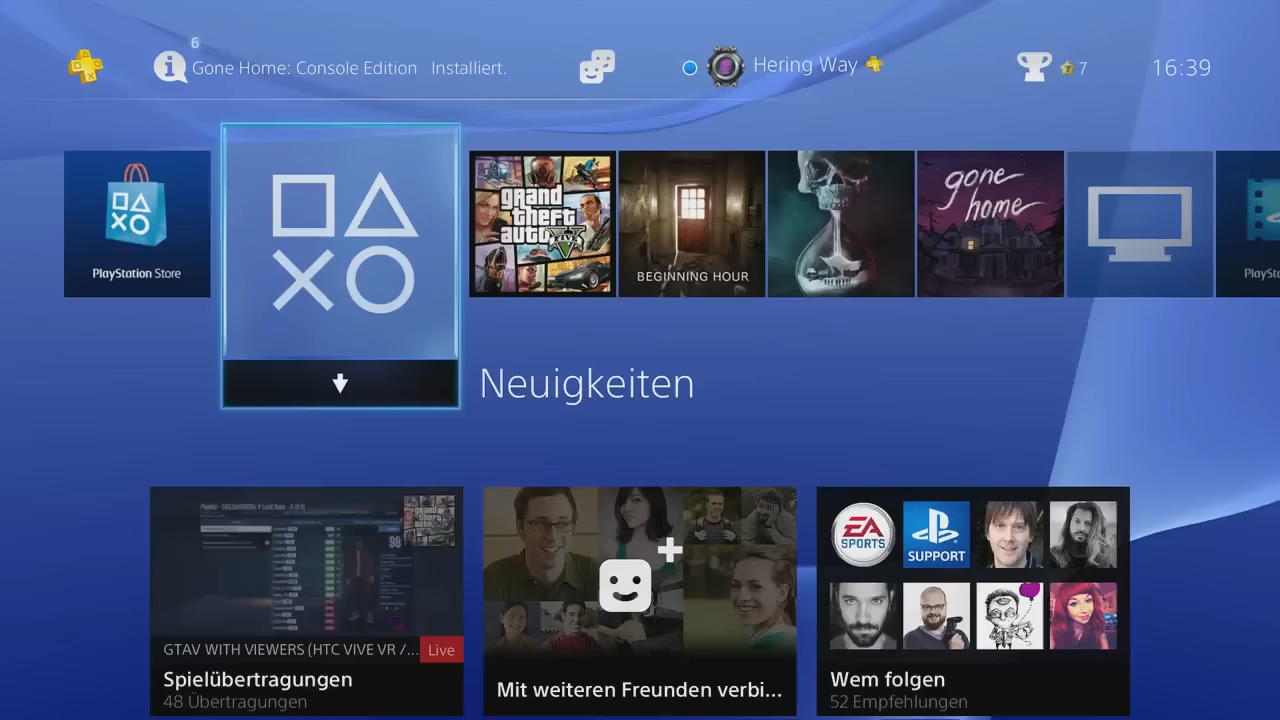 6
Gone Home: Console Edition Installiert.
Hering Way
7
16:39
PlayStation Store
grand
theft
auto
V
FIVE
BEGINNING HOUR
gone
home
Neuigkeiten
98
GTAV WITH VIEWERS (HTC VIVE VR /...
Live
Spielübertragungen
48 Übertragungen
Mit weiteren Freunden verbi...
EA
SPORTS
SUPPORT
Wem folgen
52 Empfehlungen